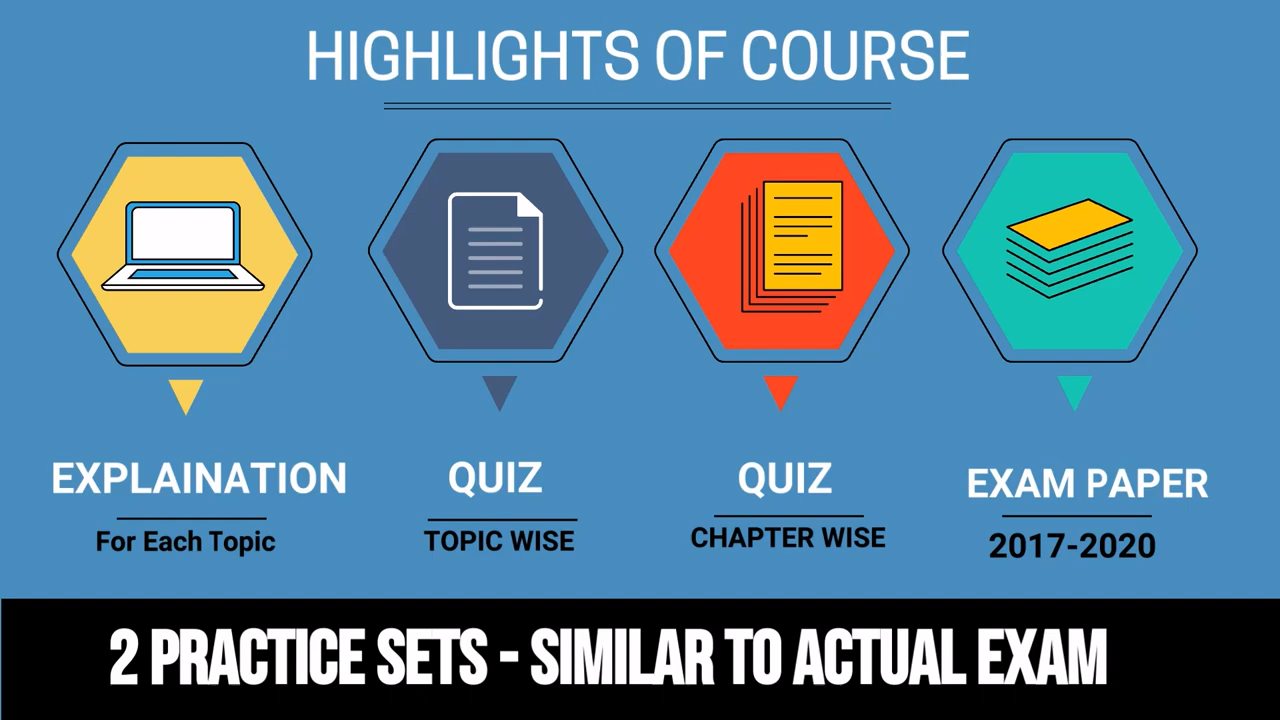 HIGHLIGHTS OF COURSE
EXPLAINATION
For Each Topic
QUIZ
TOPIC WISE
QUIZ
CHAPTER WISE
EXAM PAPER
2017-2020
2 PRACTICE SETS - SIMILAR TO ACTUAL EXAM